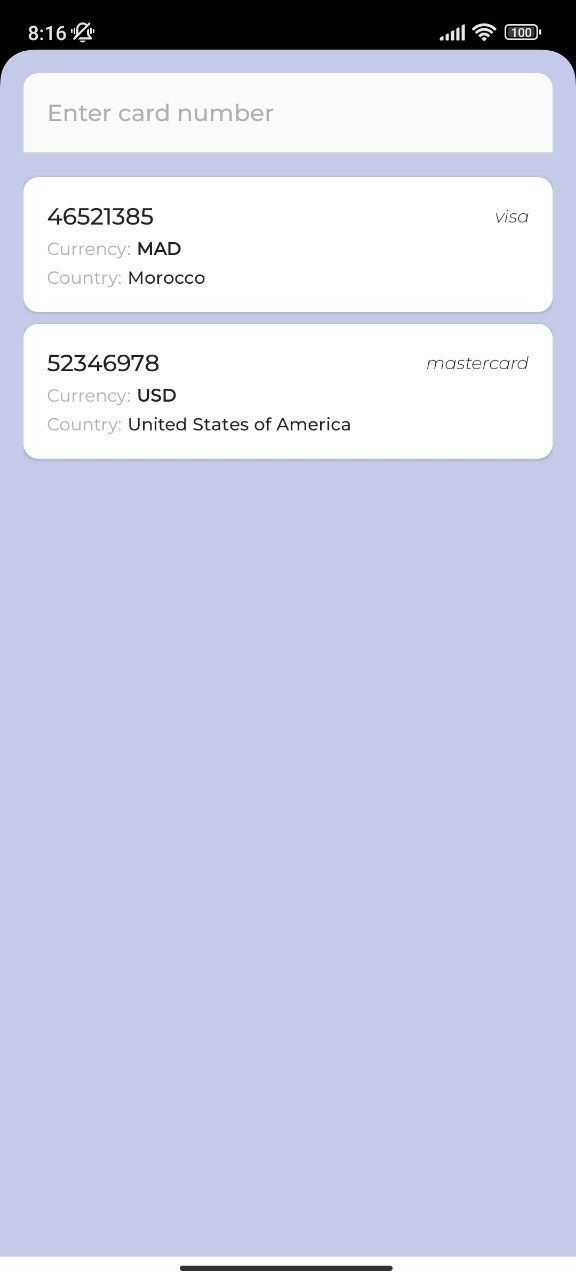 8:16 100
Enter card number
46521385 visa
Currency: MAD
Country: Morocco
52346978 mastercard
Currency: USD
Country: United States of America